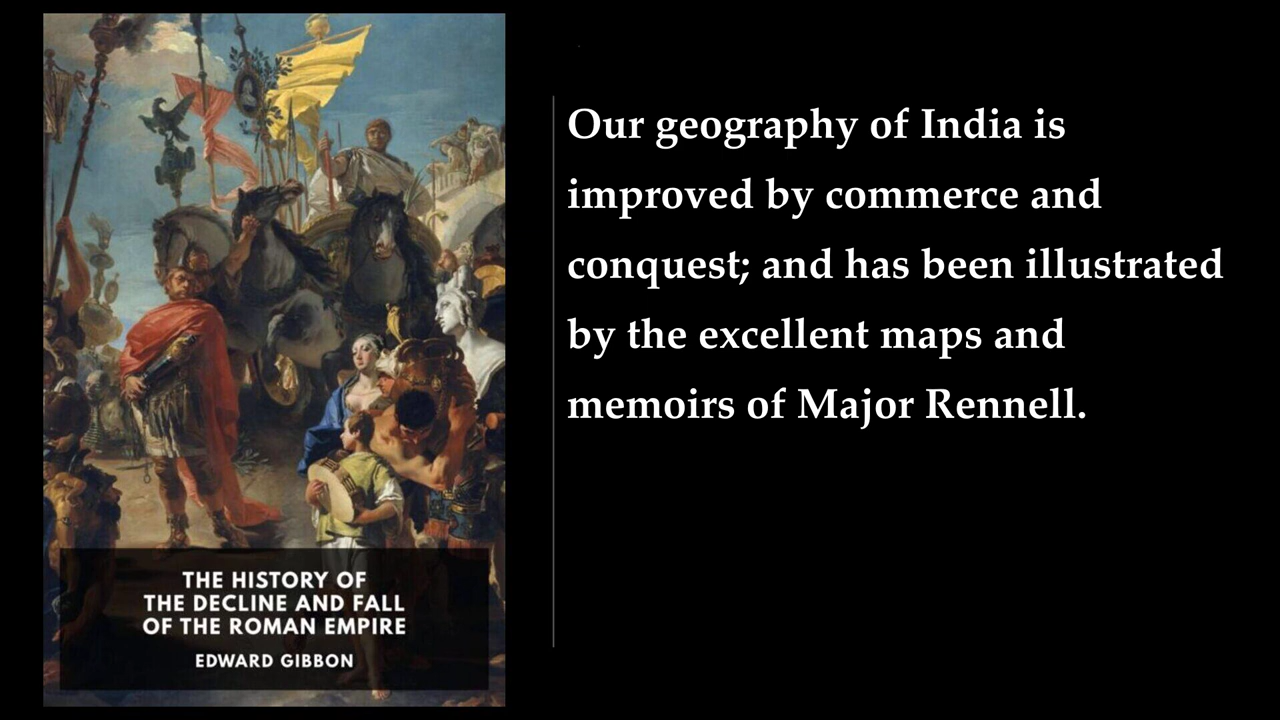 Our geography of India is
improved by commerce and
conquest; and has been illustrated
by the excellent maps and
memoirs of Major Rennell.
THE HISTORY OF
THE DECLINE AND FALL
OF THE ROMAN EMPIRE
EDWARD GIBBON